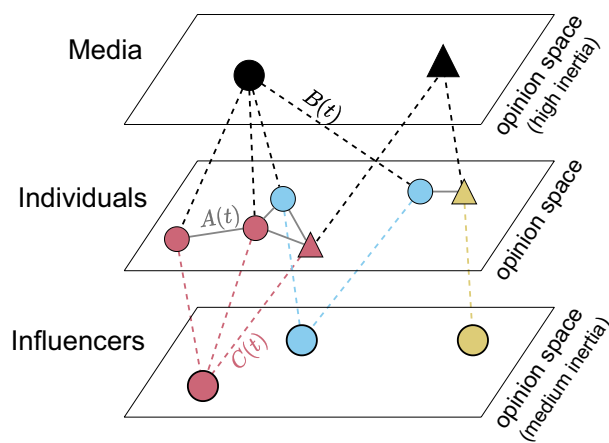 Media
B(t)
opinion space
(high inertia)
Individuals
A(t)
opinion space
Influencers
C(t)
opinion space
(medium inertia)